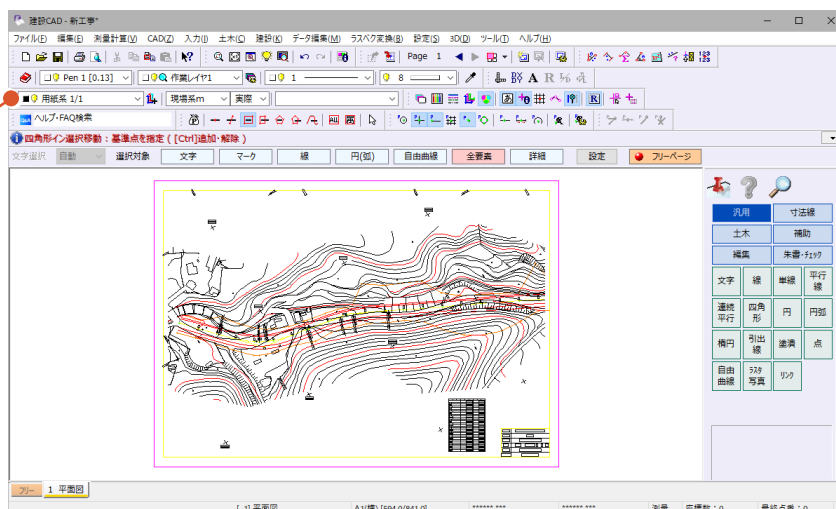 建設CAD - 新工事*
ファイル(F) 編集(E) 測量計算(V) CAD(Z) 入力(I) 土木(C) 建設(K) データ編集(M) ラスベク変換(B) 設定(S) 3D(D) ツール(T) ヘルプ(H)
Page 1
Pen 1 [0.13] 作業レイヤ1 1 8
用紙系 1/1 現場系m 実際
ヘルプ・FAQ検索
四角形イン選択移動：基準点を指定 ( [Ctrl]追加・解除 )
文字選択 自動 選択対象 文字 マーク 線 円(弧) 自由曲線 全要素 詳細 設定 フリーページ
汎用 寸法線
土木 補助
編集 朱書・チェック
文字 線 単線 平行線
連続平行 四角形 円 円弧
楕円 引出線 塗潰 点
自由曲線 ラスタ写真 リンク
フリー 1 平面図
[ 1] 平面図 A1(横) [594.0/841.0] ******.*** ******.*** 測量 座標数：0 最終点番：0